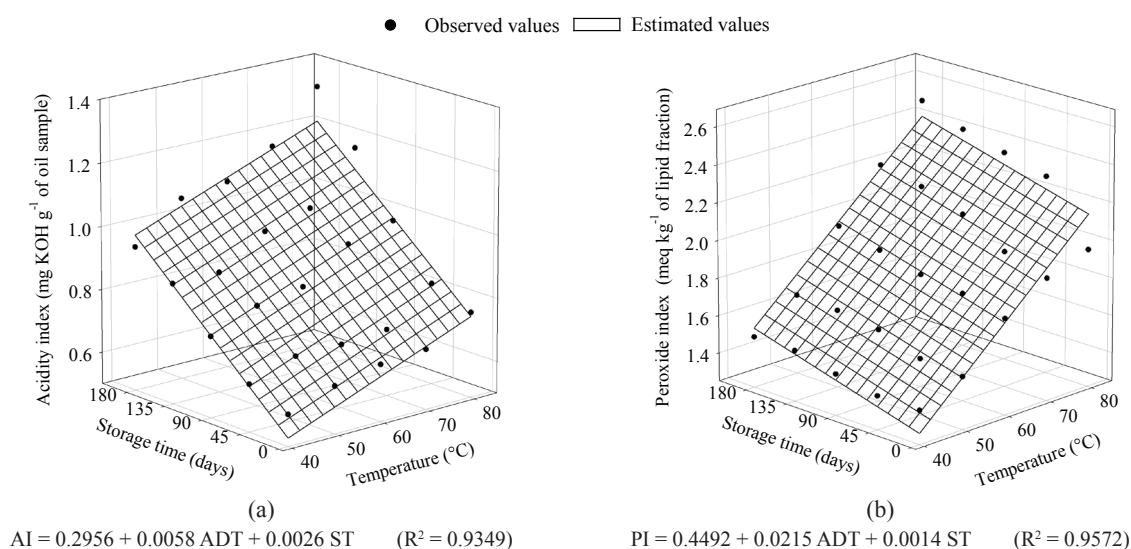 Observed values Estimated values
Acidity index (mg KOH g⁻¹ of oil sample)
1.4
1.2
1.0
0.8
0.6
180
135
90
45
0
Storage time (days)
40
50
60
70
80
Temperature (°C)
(a)
AI = 0.2956 + 0.0058 ADT + 0.0026 ST (R² = 0.9349)
Peroxide index (meq kg⁻¹ of lipid fraction)
2.6
2.4
2.2
2.0
1.8
1.6
1.4
180
135
90
45
0
Storage time (days)
40
50
60
70
80
Temperature (°C)
(b)
PI = 0.4492 + 0.0215 ADT + 0.0014 ST (R² = 0.9572)